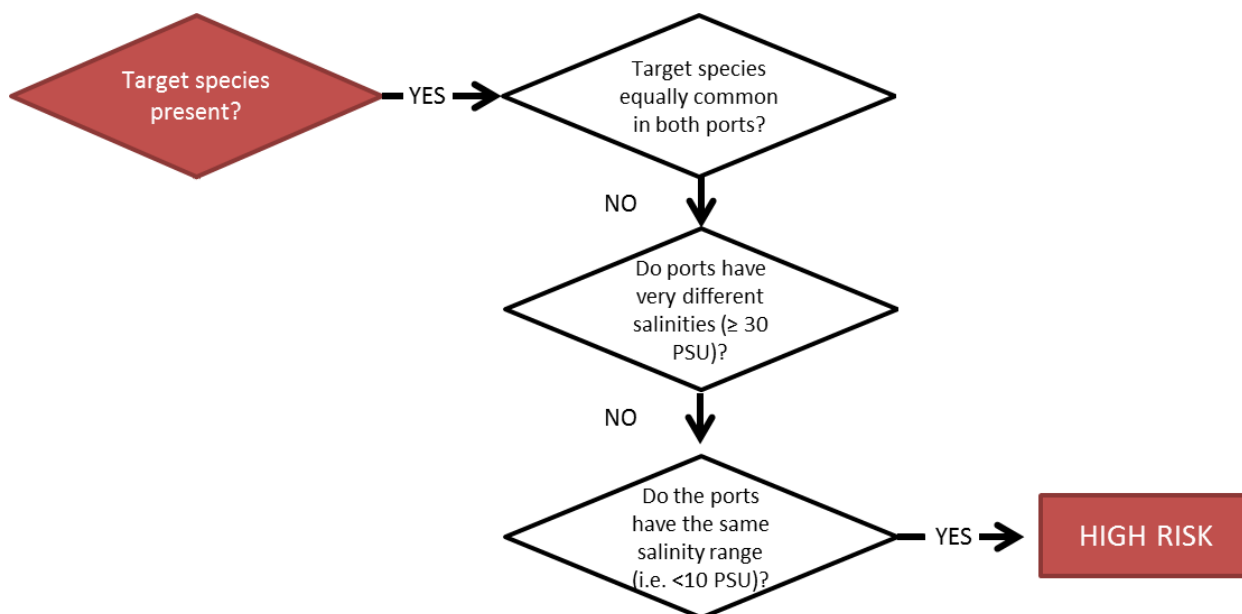 Target species
present?
YES
Target species
equally common
in both ports?
NO
Do ports have
very different
salinities (≥ 30
PSU)?
NO
Do the ports
have the same
salinity range
(i.e. <10 PSU)?
YES
HIGH RISK